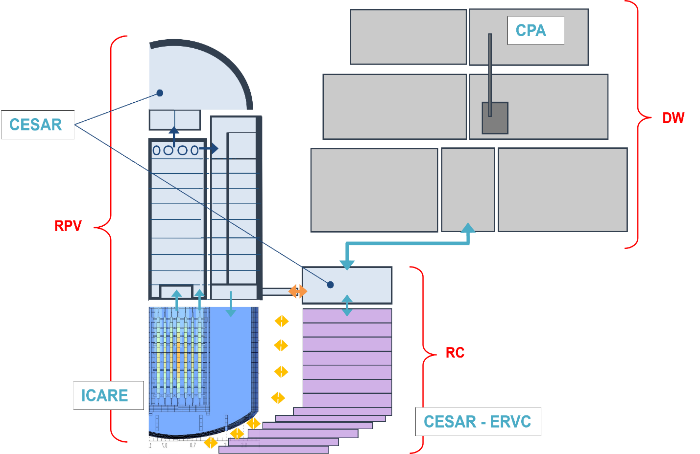 CPA
CESAR
DW
RPV
RC
ICARE
CESAR - ERVC